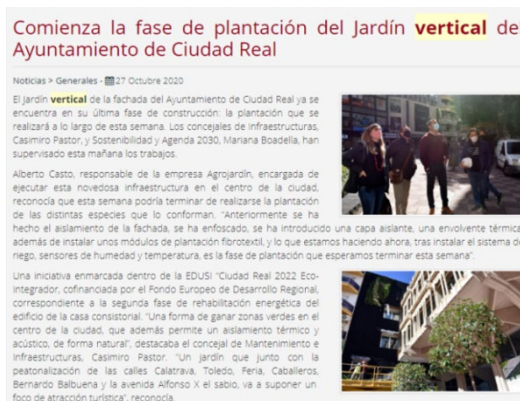 Comienza la fase de plantación del Jardín vertical de
Ayuntamiento de Ciudad Real
Noticias > Generales - 27 Octubre 2020
El jardín vertical de la fachada del Ayuntamiento de Ciudad Real ya se
encuentra en su última fase de construcción: la plantación que se
realizará a lo largo de esta semana. Los concejales de infraestructuras,
Casimiro Pastor, y Sostenibilidad y Agenda 2030, Mariana Boadella, han
supervisado esta mañana los trabajos.
Alberto Casto, responsable de la empresa Agrojardín, encargada de
ejecutar esta novedosa infraestructura en el centro de la ciudad,
reconocía que esta semana podría terminar de realizarse la plantación
de las distintas especies que lo conforman. "Anteriormente se ha
hecho el aislamiento de la fachada, se ha enfoscado, se ha introducido una capa aislante, una envolvente térmica
además de instalar unos módulos de plantación fibrotextil, y lo que estamos haciendo ahora, tras instalar el sistema de
riego, sensores de humedad y temperatura, es la fase de plantación que esperamos terminar esta semana".
Una iniciativa enmarcada dentro de la EDUSI "Ciudad Real 2022 Eco-
Integrador, cofinanciada por el Fondo Europeo de Desarrollo Regional,
correspondiente a la segunda fase de rehabilitación energética del
edificio de la casa consistorial. "Una forma de ganar zonas verdes en el
centro de la ciudad, que además permite un aislamiento térmico y
acústico, de forma natural", destacaba el concejal de Mantenimiento e
Infraestructuras, Casimiro Pastor. "Un jardín que junto con la
peatonalización de las calles Calatrava, Toledo, Feria, Caballeros,
Bernardo Balbuena y la avenida Alfonso X el sabio, va a suponer un
foco de atracción turística", reconocía.